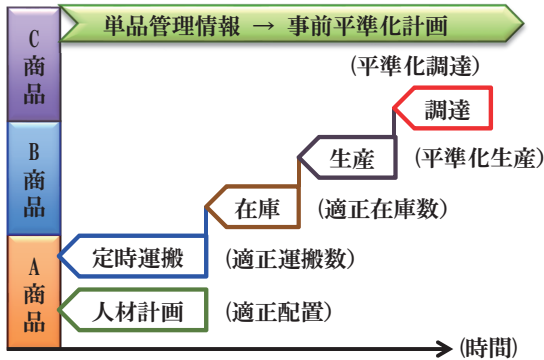 単品管理情報 → 事前平準化計画
C商品
B商品
A商品
(平準化調達)
調達
生産 (平準化生産)
在庫 (適正在庫数)
定時運搬 (適正運搬数)
人材計画 (適正配置)
(時間)